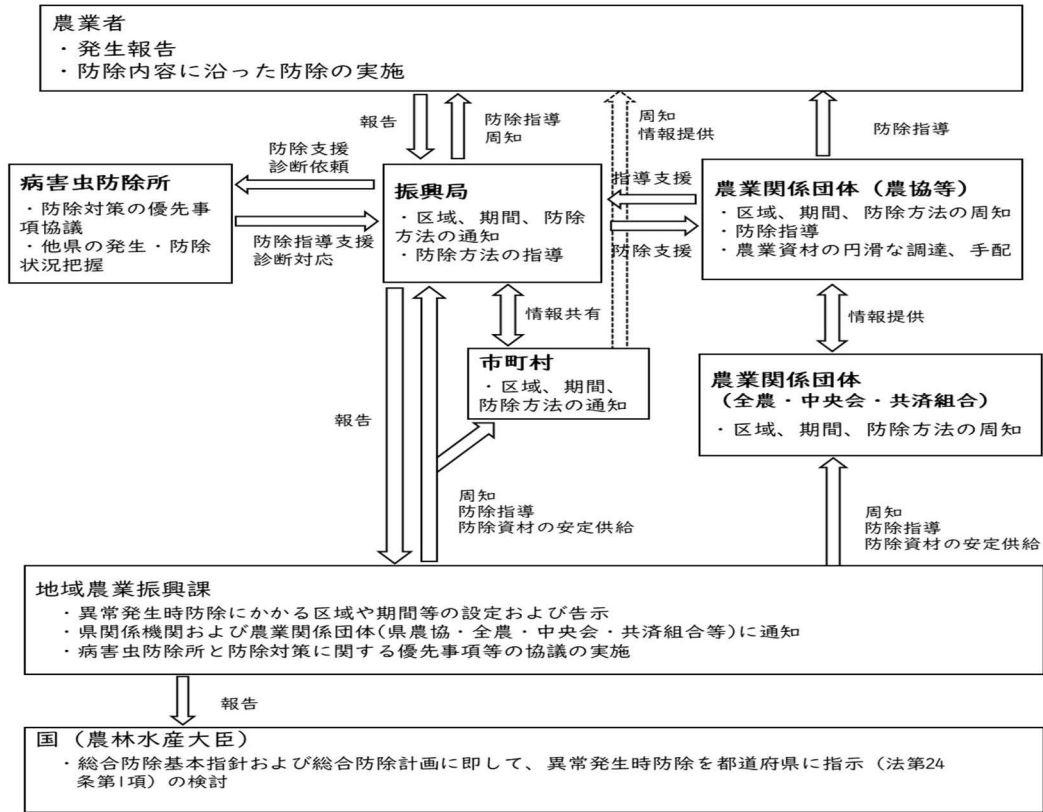 農業者
・発生報告
・防除内容に沿った防除の実施
報告
防除指導
周知
周知
情報提供
防除指導
防除支援
診断依頼
病害虫防除所
・防除対策の優先事
項協議
・他県の発生・防除
状況把握
防除指導支援
診断対応
振興局
・区域、期間、防除
方法の通知
・防除方法の指導
指導支援
防除支援
農業関係団体（農協等）
・区域、期間、防除方法の周知
・防除指導
・農業資材の円滑な調達、手配
情報共有
情報提供
市町村
・区域、期間、
防除方法の通知
農業関係団体
（全農・中央会・共済組合）
・区域、期間、防除方法の周知
報告
周知
防除指導
防除資材の安定供給
周知
防除指導
防除資材の安定供給
地域農業振興課
・異常発生時防除にかかる区域や期間等の設定および告示
・県関係機関および農業関係団体(県農協・全農・中央会・共済組合等)に通知
・病害虫防除所と防除対策に関する優先事項等の協議の実施
報告
国（農林水産大臣）
・総合防除基本指針および総合防除計画に即して、異常発生時防除を都道府県に指示（法第24
条第1項）の検討